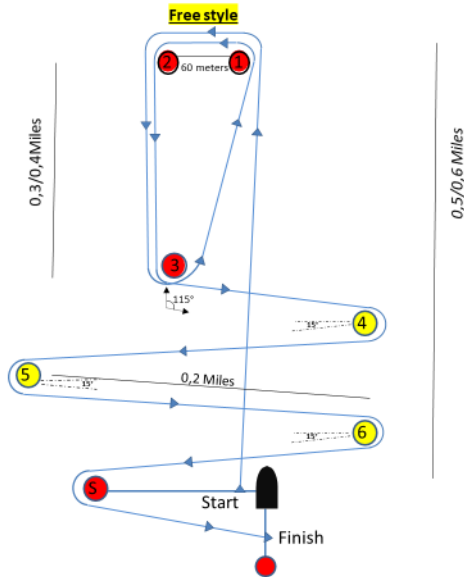 Free style
2
1
60 meters
0,3/0,4Miles
0,5/0,6 Miles
3
115°
4
15°
5
15°
0,2 Miles
6
15°
S
Start
Finish